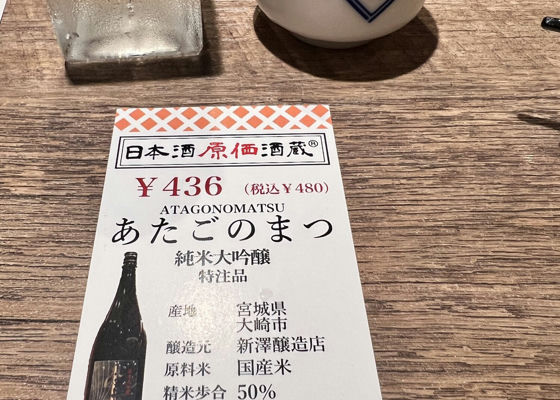 日本酒原価酒蔵®
￥436 （税込￥480）
ATAGONOMATSU
あたごのまつ
純米大吟醸
特注品
産地 宮城県
大崎市
醸造元 新澤醸造店
原料米 国産米
精米歩合 50%